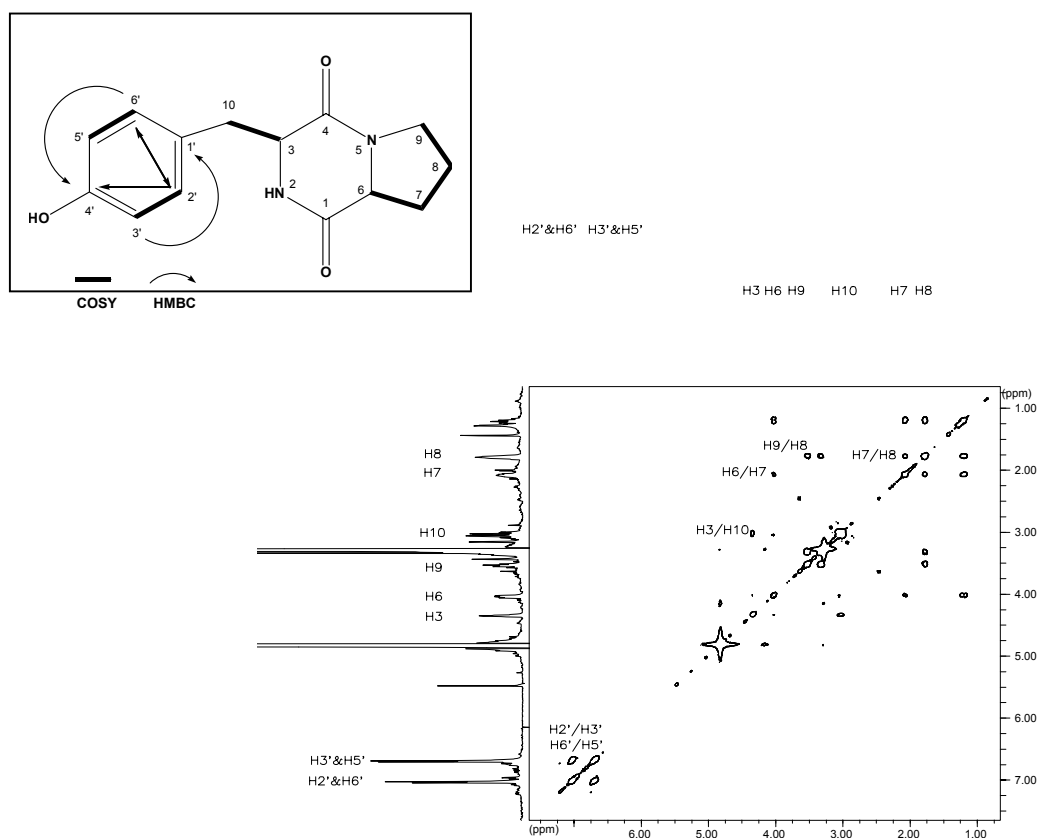 O
6'
10
5'
4
N
1'
3
5
9
8
HN
2
6
2'
7
4'
1
HO
3'
O
COSY HMBC
H2'&H6' H3'&H5'
H3 H6 H9 H10 H7 H8
(ppm)
1.00
H9/H8
H8
H7/H8
H7
H6/H7
2.00
H3/H10
H10
3.00
H9
H6
4.00
H3
5.00
6.00
H2'/H3'
H6'/H5'
H3'&H5'
H2'&H6'
7.00
(ppm)
6.00 5.00 4.00 3.00 2.00 1.00